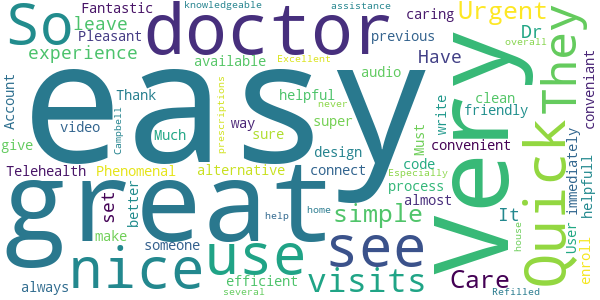 knowledgeable
assistance
Fantastic
So
leave
doctor
caring
Urgent
Pleasant
Dr
previous
They
experience
available
Excellent
Have
overall
convenient
easy
very
Quick
Account
audio
Thank
helpful
never
write
clean
video
Campbell
Much
prescriptions
way
sure
super
Must
friendly
give
design
code
convenient
immediately
Telehealth
Phenomenal
alternative
connect
process
Especially
User
helpfull
great
set
better
almost
simple
It
help
home
make
someone
nice
use
see
house
enroll
efficient
visits
Care
always
several
Refilled